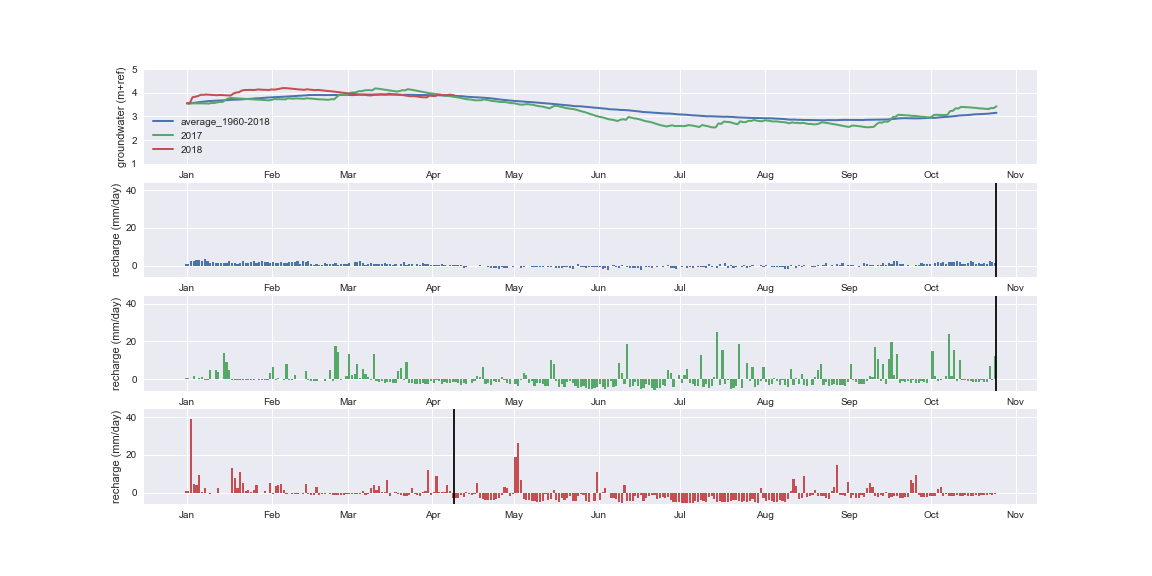 groundwater (m+ref)
5
4
3
2
1
average_1960-2018
2017
2018
Jan Feb Mar Apr May Jun Jul Aug Sep Oct Nov
recharge (mm/day)
40
20
0
Jan Feb Mar Apr May Jun Jul Aug Sep Oct Nov
recharge (mm/day)
40
20
0
Jan Feb Mar Apr May Jun Jul Aug Sep Oct Nov
recharge (mm/day)
40
20
0
Jan Feb Mar Apr May Jun Jul Aug Sep Oct Nov